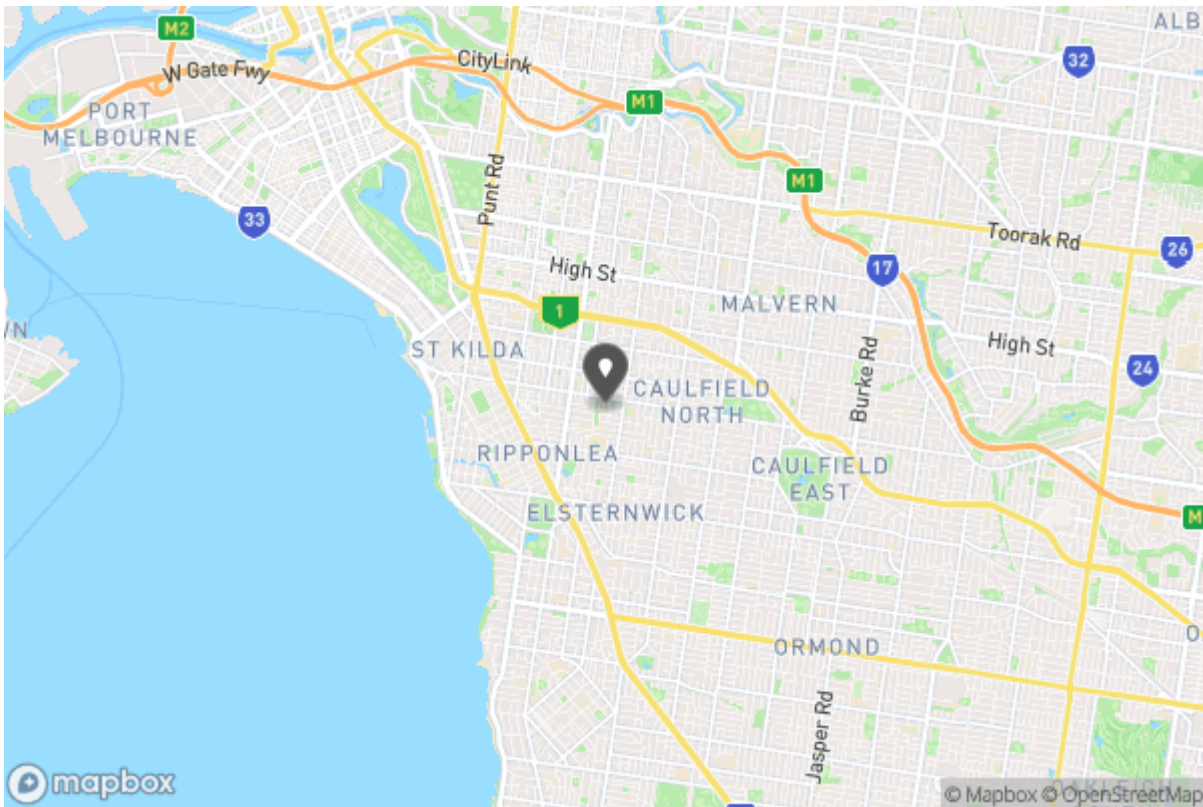 M2
ALB
32
CityLink
W Gate Fwy
M1
PORT
MELBOURNE
M1
Punt Rd
33
Toorak Rd
26
17
High St
MALVERN
1
WN
ST KILDA
High St
24
Burke Rd
CAULFIELD
NORTH
RIPPONLEA
CAULFIELD
EAST
ELSTERNWICK
M
O
ORMOND
Jasper Rd
mapbox
OAKLEIGH
© Mapbox © OpenStreetMap